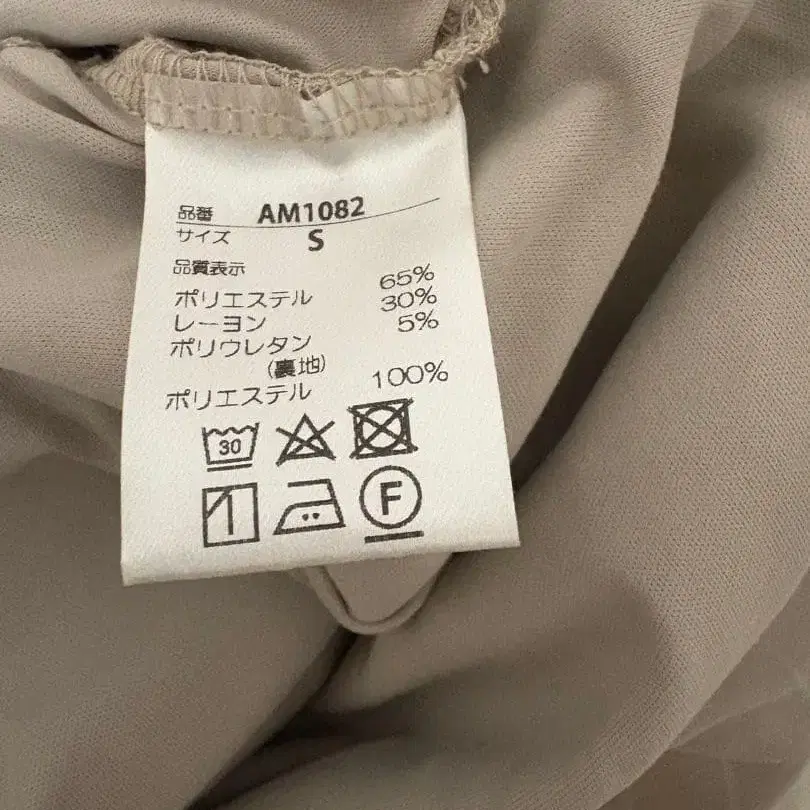 品番 AM1082
サイズ S
品質表示
ポリエステル 65%
レーヨン 30%
ポリウレタン 5%
(裏地)
ポリエステル 100%
30
F